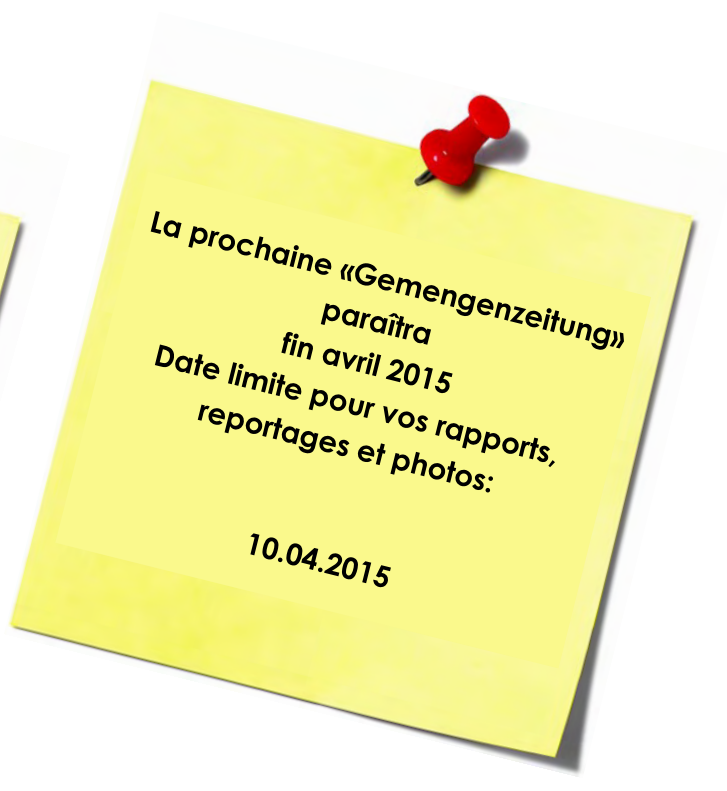 La prochaine «Gemengenzeitung»
paraîtra
fin avril 2015
Date limite pour vos rapports,
reportages et photos:
10.04.2015